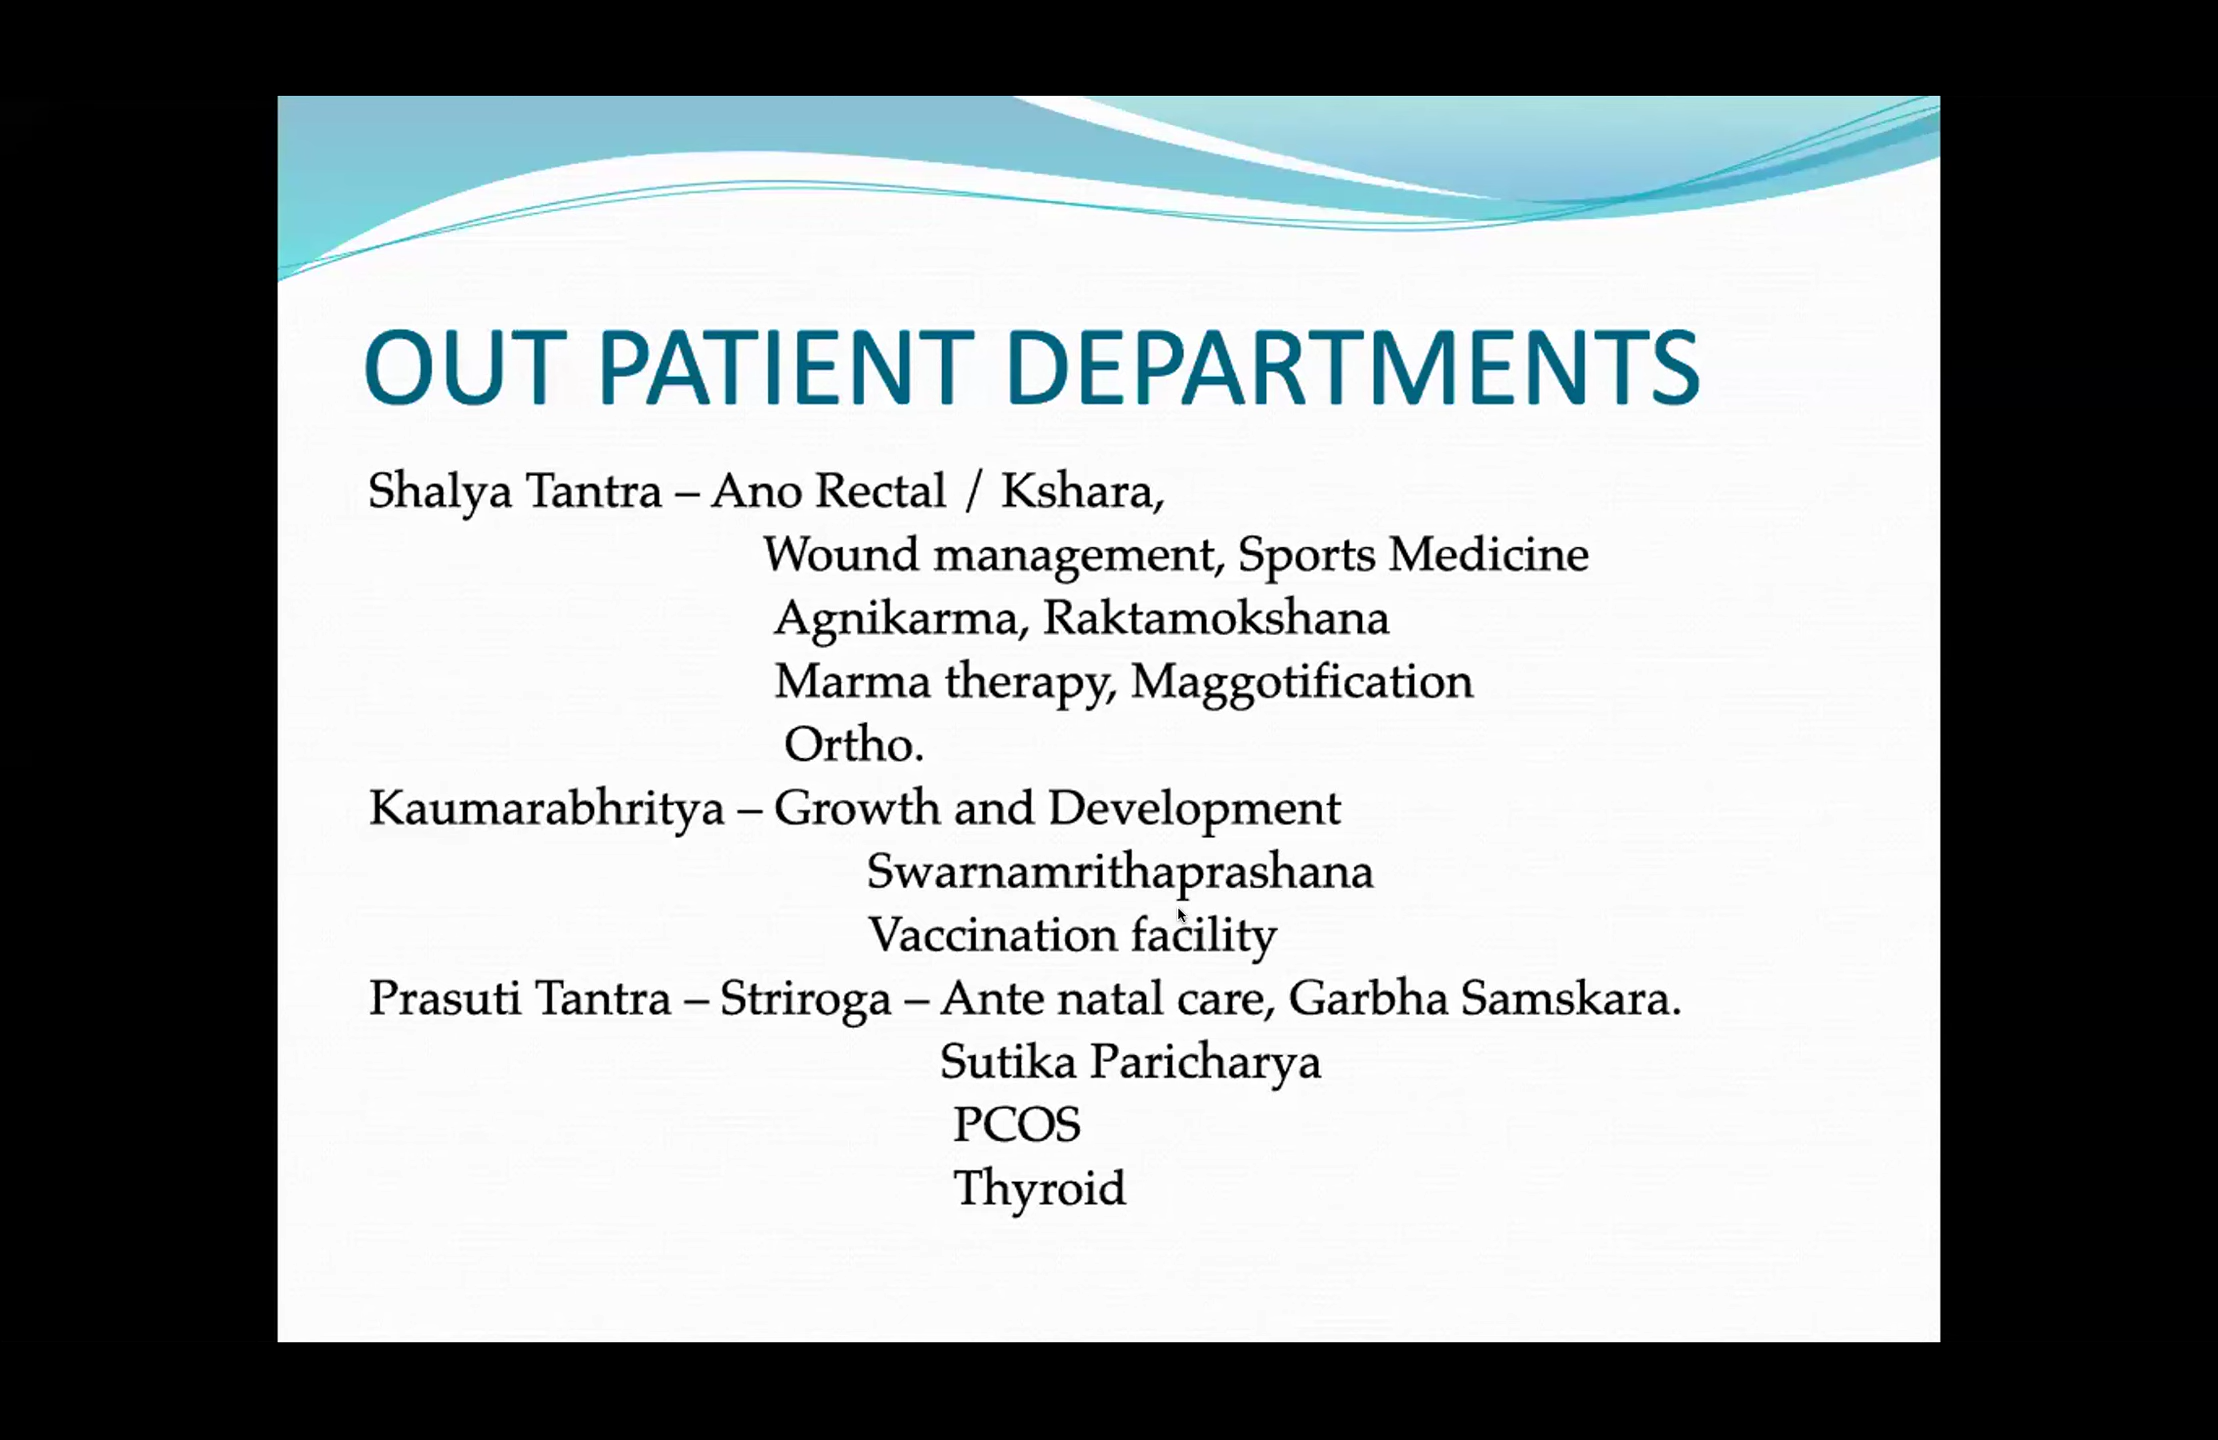 OUT PATIENT DEPARTMENTS
Shalya Tantra – Ano Rectal / Kshara,
Wound management, Sports Medicine
Agnikarma, Raktamokshana
Marma therapy, Maggotification
Ortho.
Kaumarabhritya – Growth and Development
Swarnamrithaprashana
Vaccination facility
Prasuti Tantra – Striroga – Ante natal care, Garbha Samskara.
Sutika Paricharya
PCOS
Thyroid